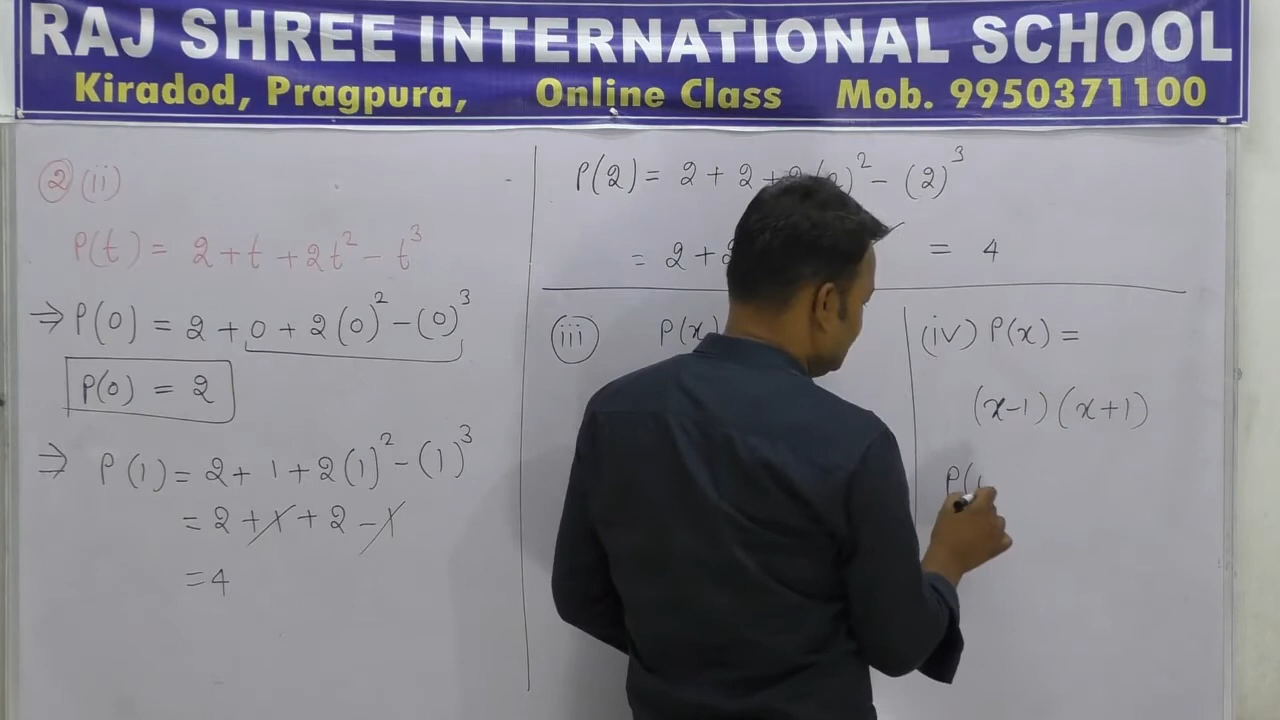 RAJ SHREE INTERNATIONAL SCHOOL
Kiradod, Pragpura, Online Class Mob. 9950371100
2 (ii)
P(t) = 2 + t + 2t² - t³
⇒ P(0) = 2 + 0 + 2(0)² - (0)³
P(0) = 2
⇒ P(1) = 2 + 1 + 2(1)² - (1)³
= 2 + 1 + 2 - 1
= 4
P(2) = 2 + 2 + 2(2)² - (2)³
= 2 + 2
= 4
iii P(x)
(iv) P(x) =
(x-1) (x+1)
P(